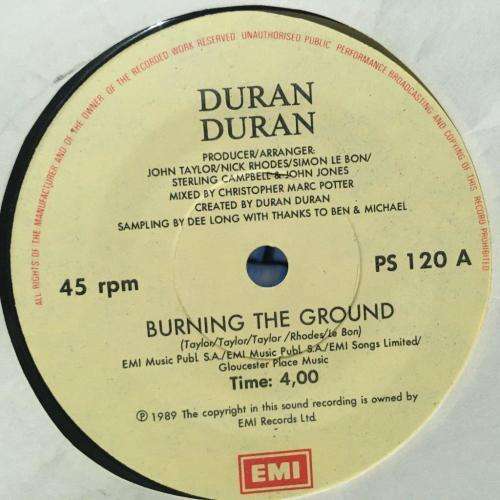 ALL RIGHTS OF THE MANUFACTURER AND OF THE OWNER OF THE RECORDED WORK RESERVED. UNAUTHORISED PUBLIC PERFORMANCE BROADCASTING AND COPYING OF THIS RECORD PROHIBITED
DURAN
DURAN
PRODUCER/ARRANGER:
JOHN TAYLOR/NICK RHODES/SIMON LE BON/
STERLING CAMPBELL & JOHN JONES
MIXED BY CHRISTOPHER MARC POTTER
CREATED BY DURAN DURAN
SAMPLING BY DEE LONG WITH THANKS TO BEN & MICHAEL
45 rpm
PS 120 A
BURNING THE GROUND
(Taylor/Taylor/Taylor/Rhodes/Le Bon)
EMI Music Publ. S.A./EMI Music Publ. S.A./EMI Songs Limited/
Gloucester Place Music
Time: 4,00
℗ 1989 The copyright in this sound recording is owned by
EMI Records Ltd.
EMI